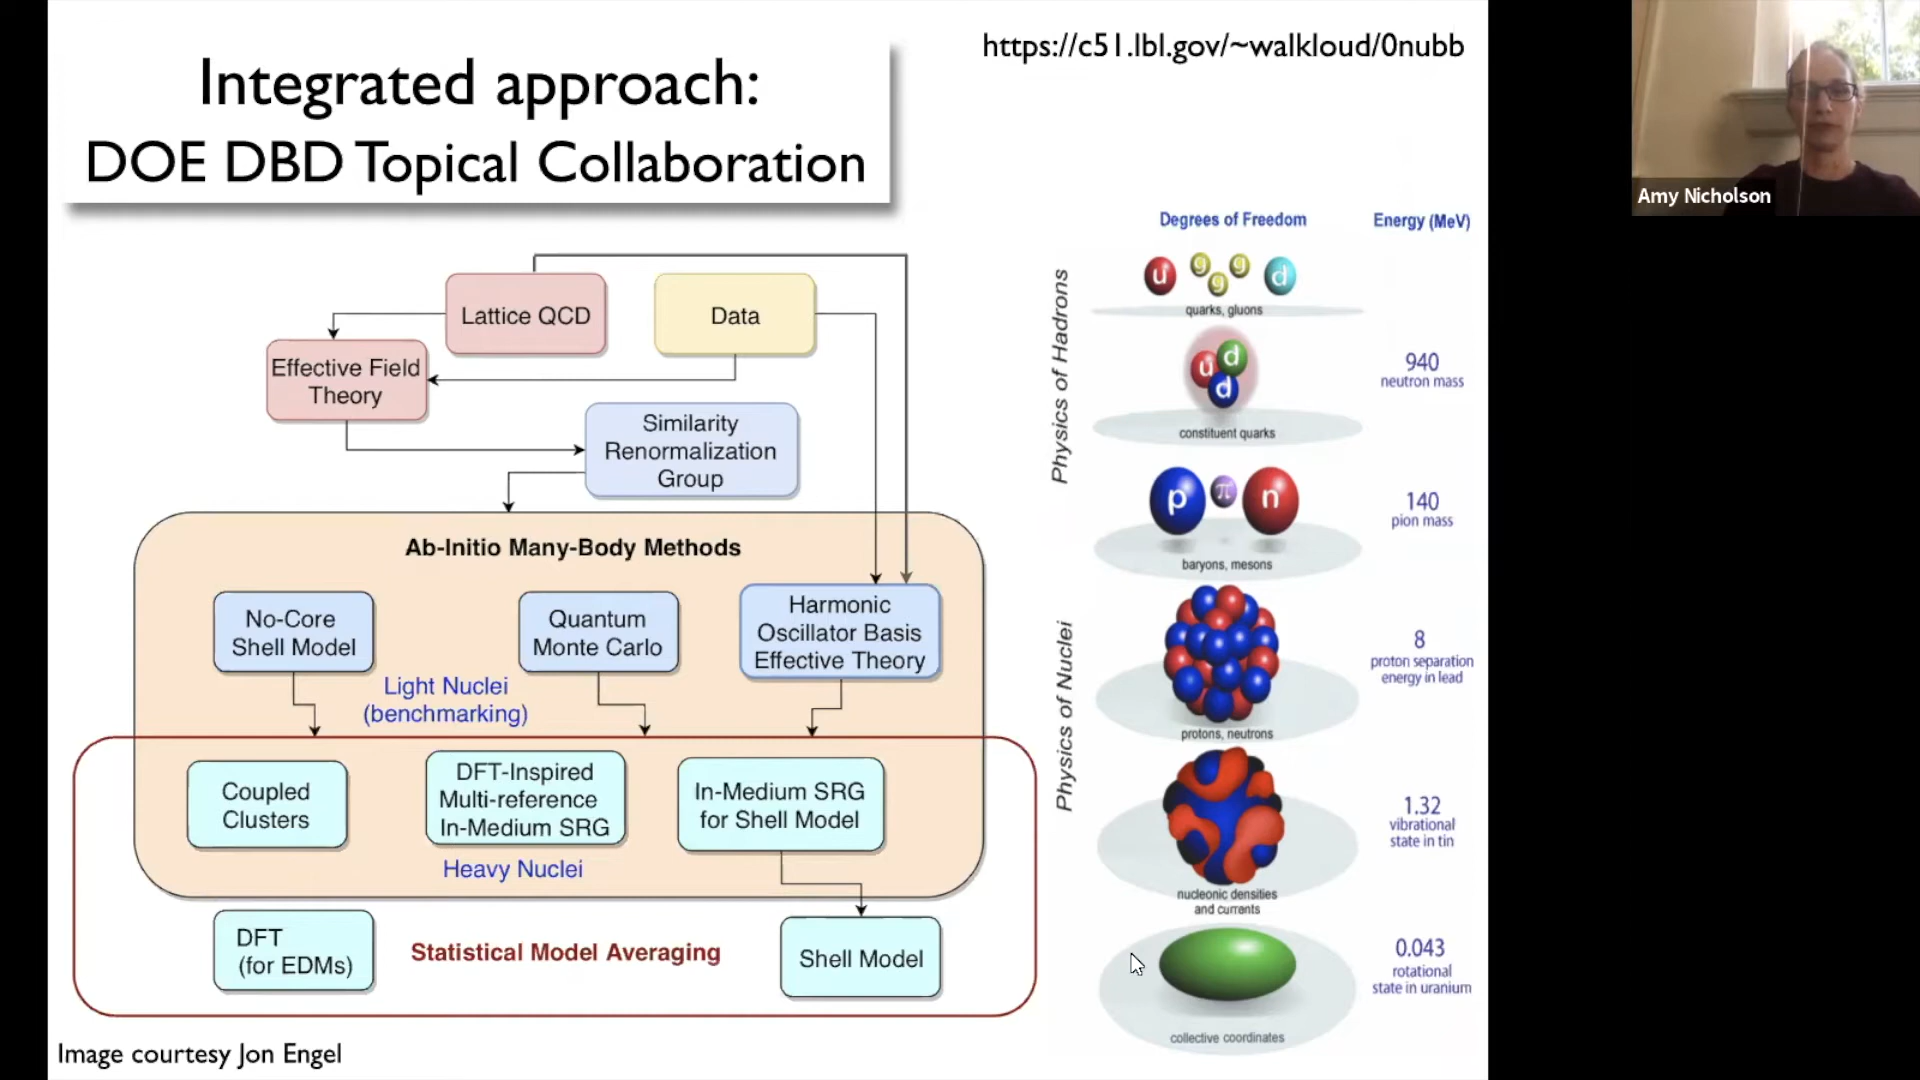 Integrated approach:
DOE DBD Topical Collaboration
https://c51.lbl.gov/~walkloud/0nubb
Amy Nicholson
Lattice QCD
Data
Effective Field
Theory
Similarity
Renormalization
Group
Ab-Initio Many-Body Methods
No-Core
Shell Model
Quantum
Monte Carlo
Harmonic
Oscillator Basis
Effective Theory
Light Nuclei
(benchmarking)
Coupled
Clusters
DFT-Inspired
Multi-reference
In-Medium SRG
In-Medium SRG
for Shell Model
Heavy Nuclei
DFT
(for EDMs)
Statistical Model Averaging
Shell Model
Image courtesy Jon Engel
Degrees of Freedom
Energy (MeV)
Physics of Hadrons
u g g g d
quarks, gluons
u d d
constituent quarks
940
neutron mass
p π n
baryons, mesons
140
pion mass
Physics of Nuclei
protons, neutrons
8
proton separation
energy in lead
nucleonic densities
and currents
1.32
vibrational
state in tin
collective coordinates
0.043
rotational
state in uranium